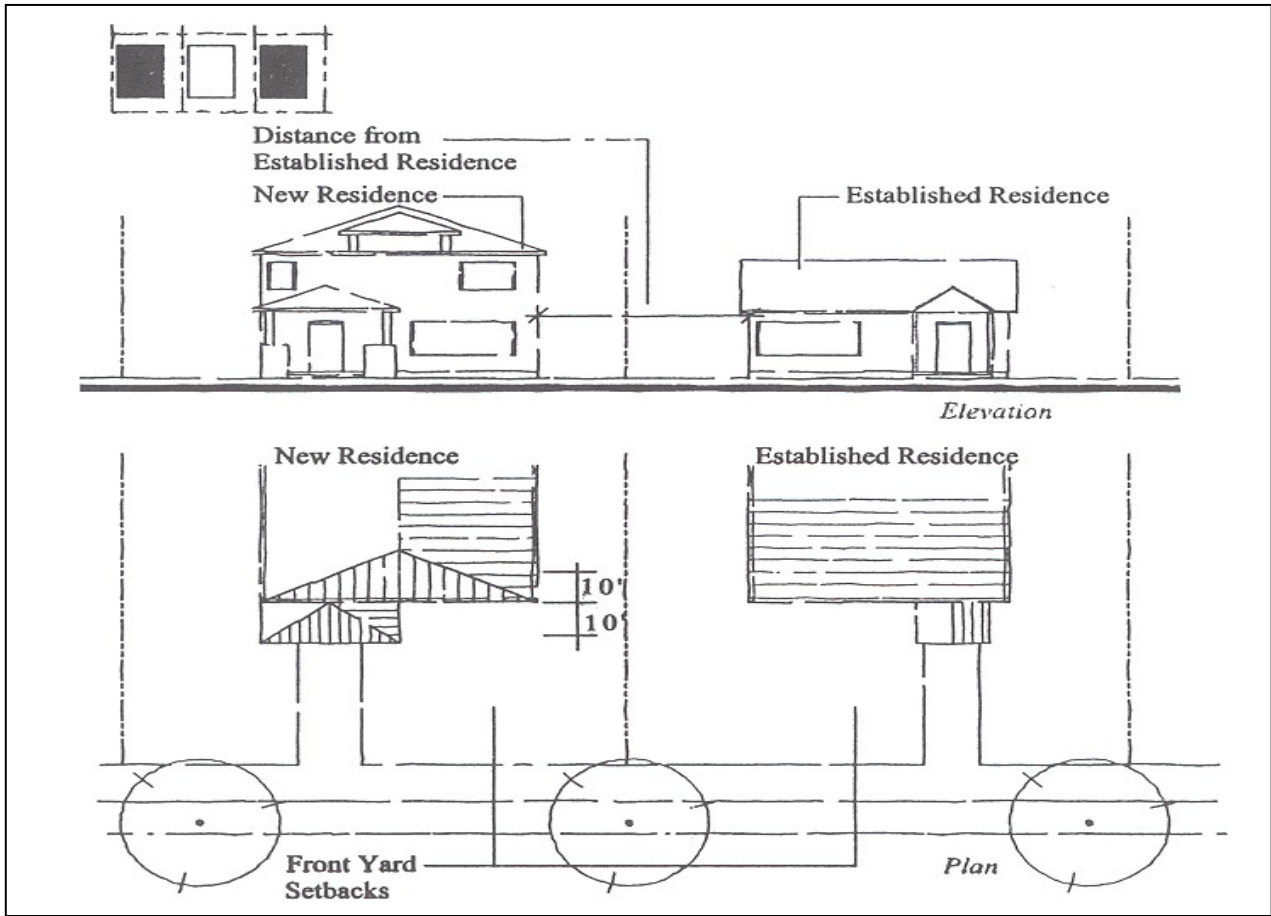 Distance from
Established Residence
New Residence
Established Residence
Elevation
New Residence
Established Residence
10'
10'
Front Yard
Setbacks
Plan